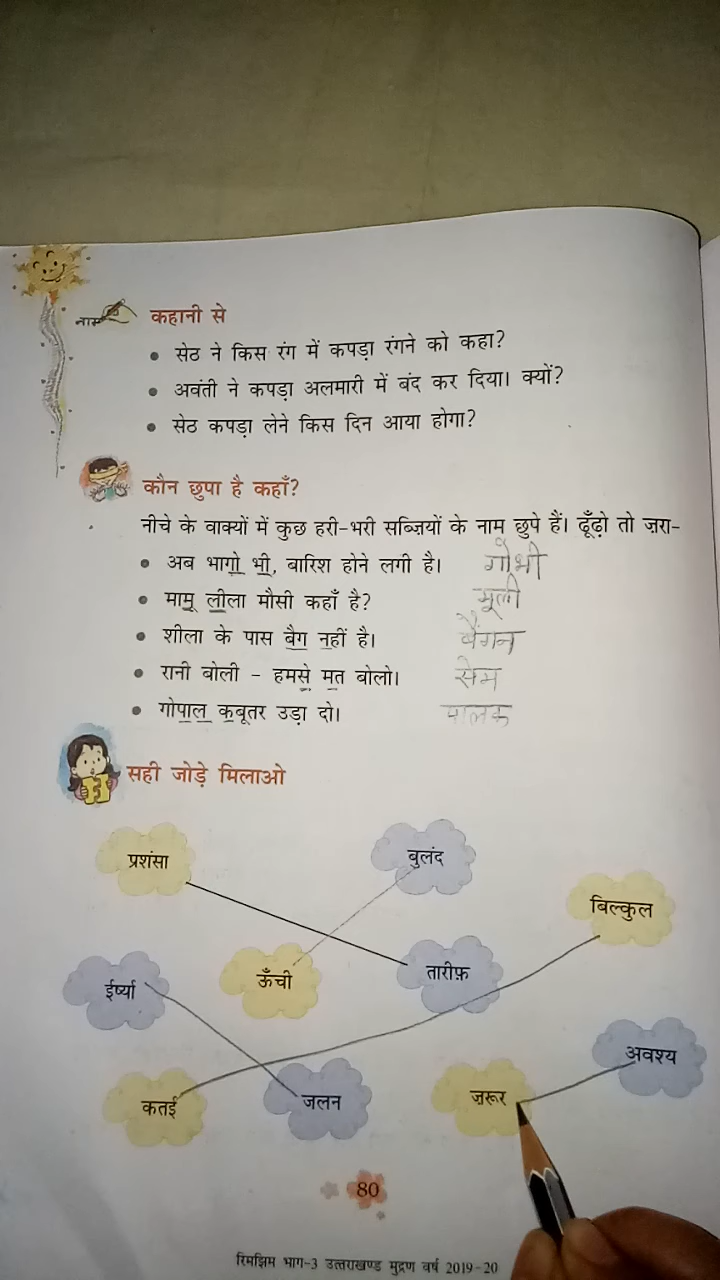 नाम
कहानी से
• सेठ ने किस रंग में कपड़ा रंगने को कहा?
• अवंती ने कपड़ा अलमारी में बंद कर दिया। क्यों?
• सेठ कपड़ा लेने किस दिन आया होगा?
कौन छुपा है कहाँ?
नीचे के वाक्यों में कुछ हरी-भरी सब्ज़ियों के नाम छुपे हैं। ढूँढ़ो तो ज़रा-
• अब भागो भी, बारिश होने लगी है। गोभी
• मामू लीला मौसी कहाँ है? मूली
• शीला के पास बैग नहीं है। बैंगन
• रानी बोली - हमसे मत बोलो। सेम
• गोपाल कबूतर उड़ा दो। पालक
सही जोड़े मिलाओ
प्रशंसा बुलंद
बिल्कुल
ईर्ष्या ऊँची तारीफ़
अवश्य
कतई जलन ज़रूर
80
रिमझिम भाग-3 उत्तराखण्ड मुद्रण वर्ष 2019-20